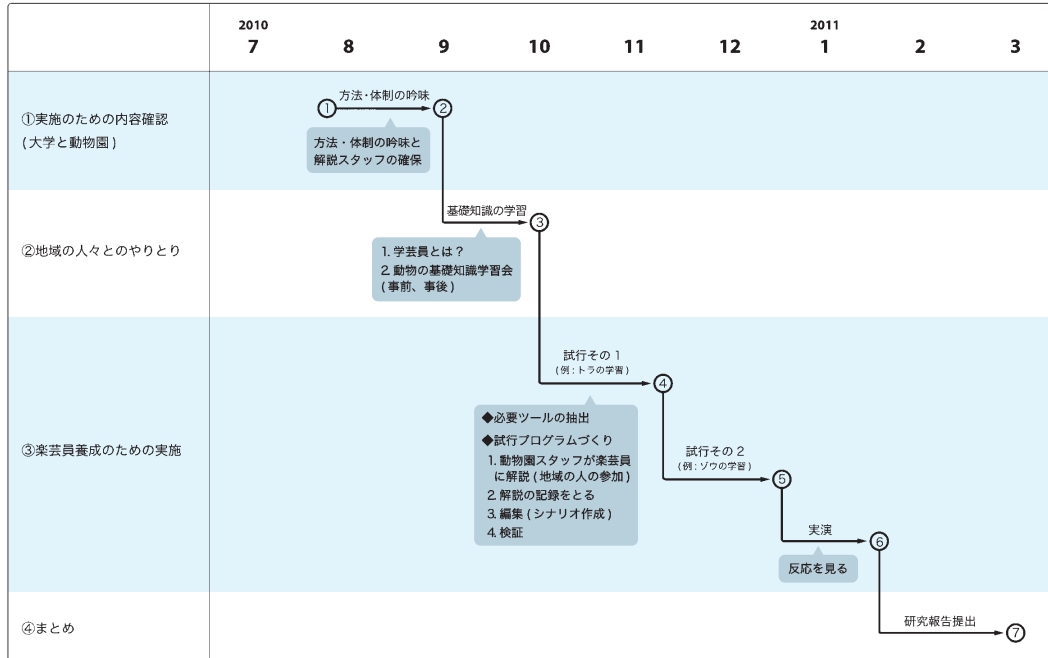 2010
2011
7 8 9 10 11 12 1 2 3
①実施のための内容確認
(大学と動物園)
① 方法・体制の吟味 ②
方法・体制の吟味と
解説スタッフの確保
②地域の人々とのやりとり
基礎知識の学習 ③
1. 学芸員とは？
2. 動物の基礎知識学習会
(事前、事後)
③楽芸員養成のための実施
試行その1
(例:トラの学習)
④
◆必要ツールの抽出
◆試行プログラムづくり
1. 動物園スタッフが楽芸員
に解説(地域の人の参加)
2. 解説の記録をとる
3. 編集(シナリオ作成)
4. 検証
試行その2
(例:ゾウの学習)
⑤
実演
⑥
反応を見る
④まとめ
研究報告提出 ⑦